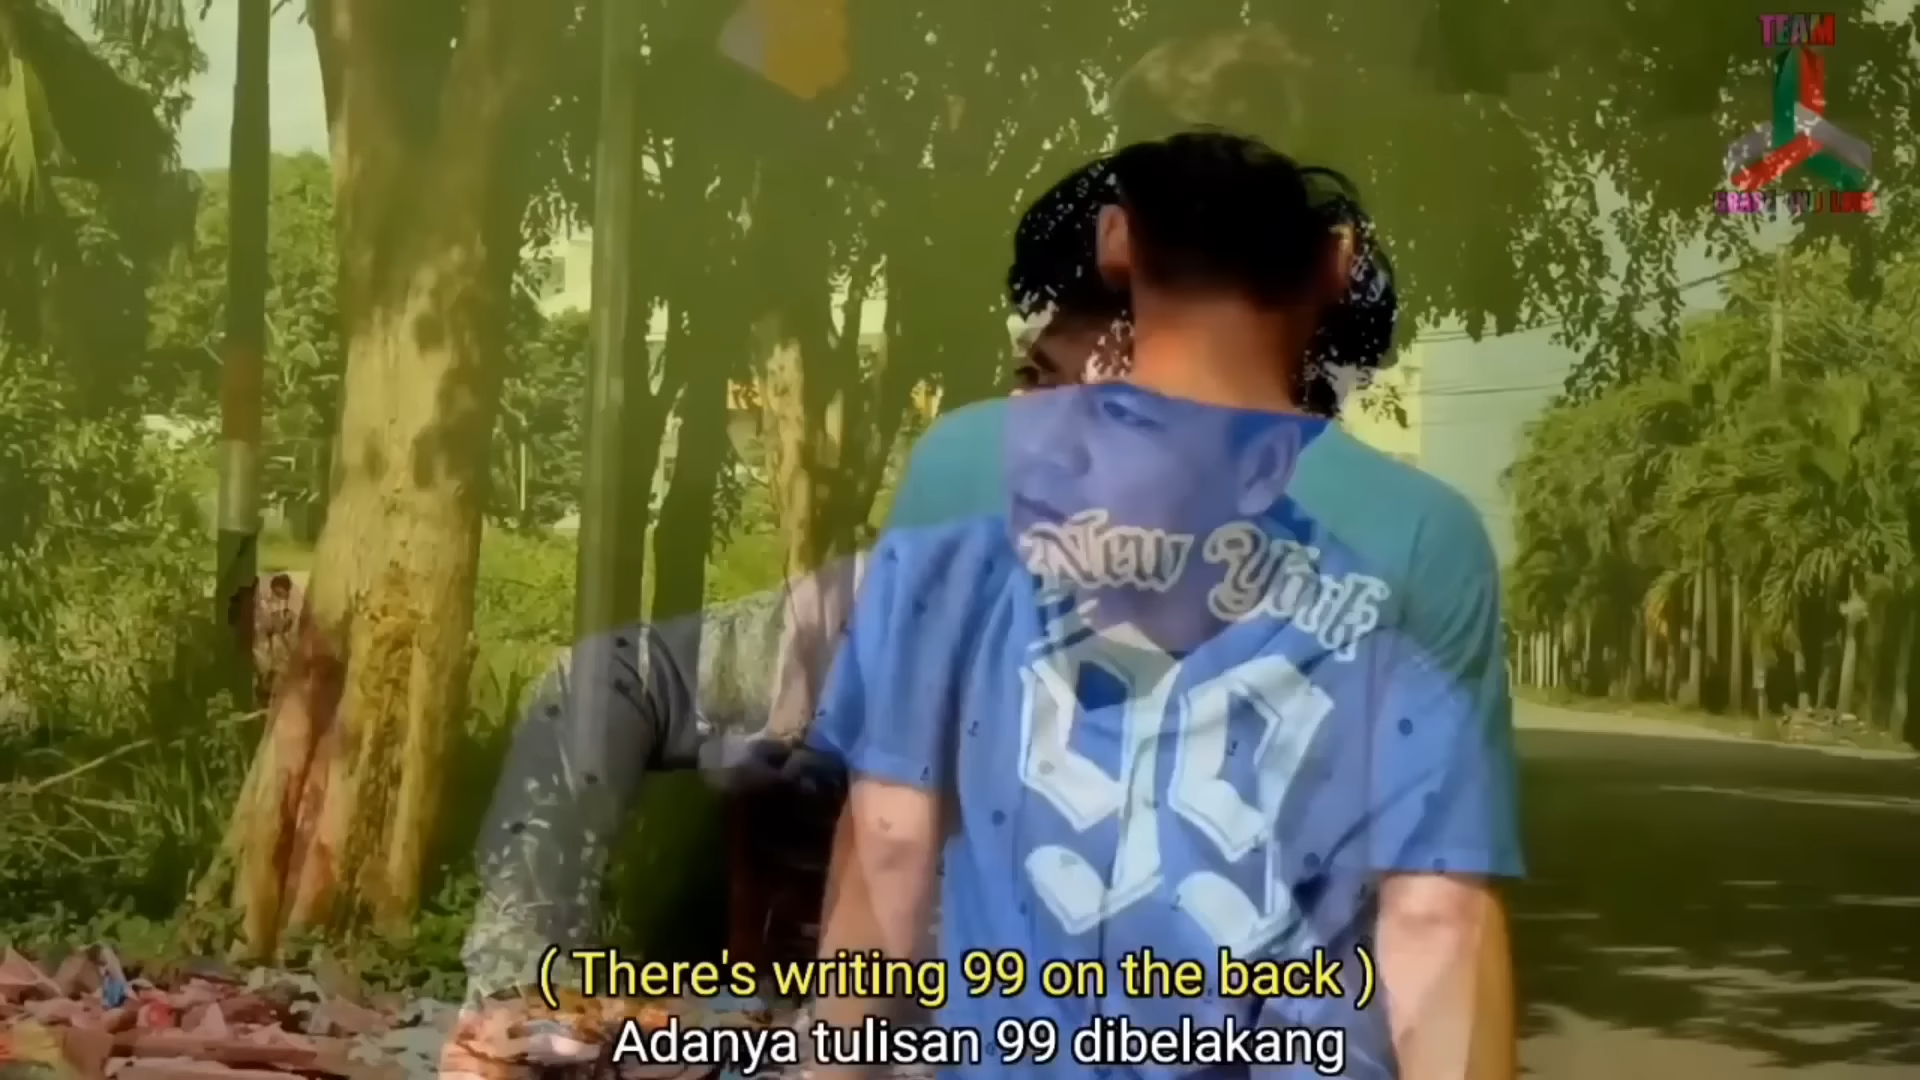 TEAM
New York
99
( There's writing 99 on the back )
Adanya tulisan 99 dibelakang